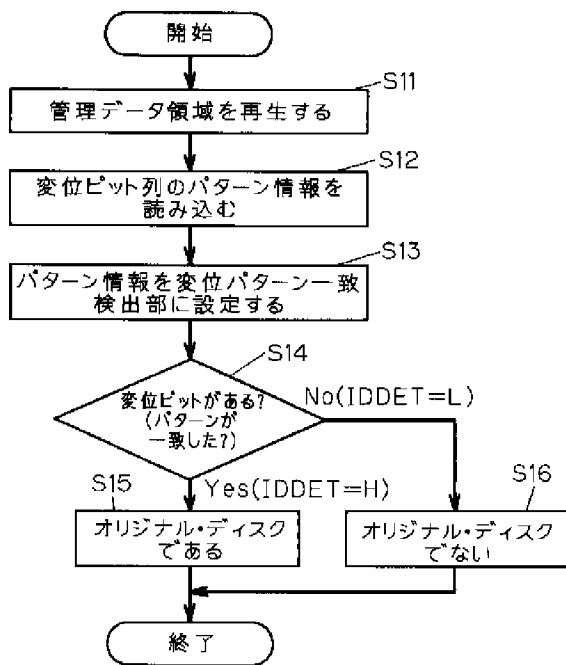 開始
S11
管理データ領域を再生する
S12
変位ピット列のパターン情報を
読み込む
S13
パターン情報を変位パターン一致
検出部に設定する
S14
変位ピットがある?
(パターンが
一致した?)
No(IDDET=L)
Yes(IDDET=H)
S15
オリジナル・ディスク
である
S16
オリジナル・ディスク
でない
終了